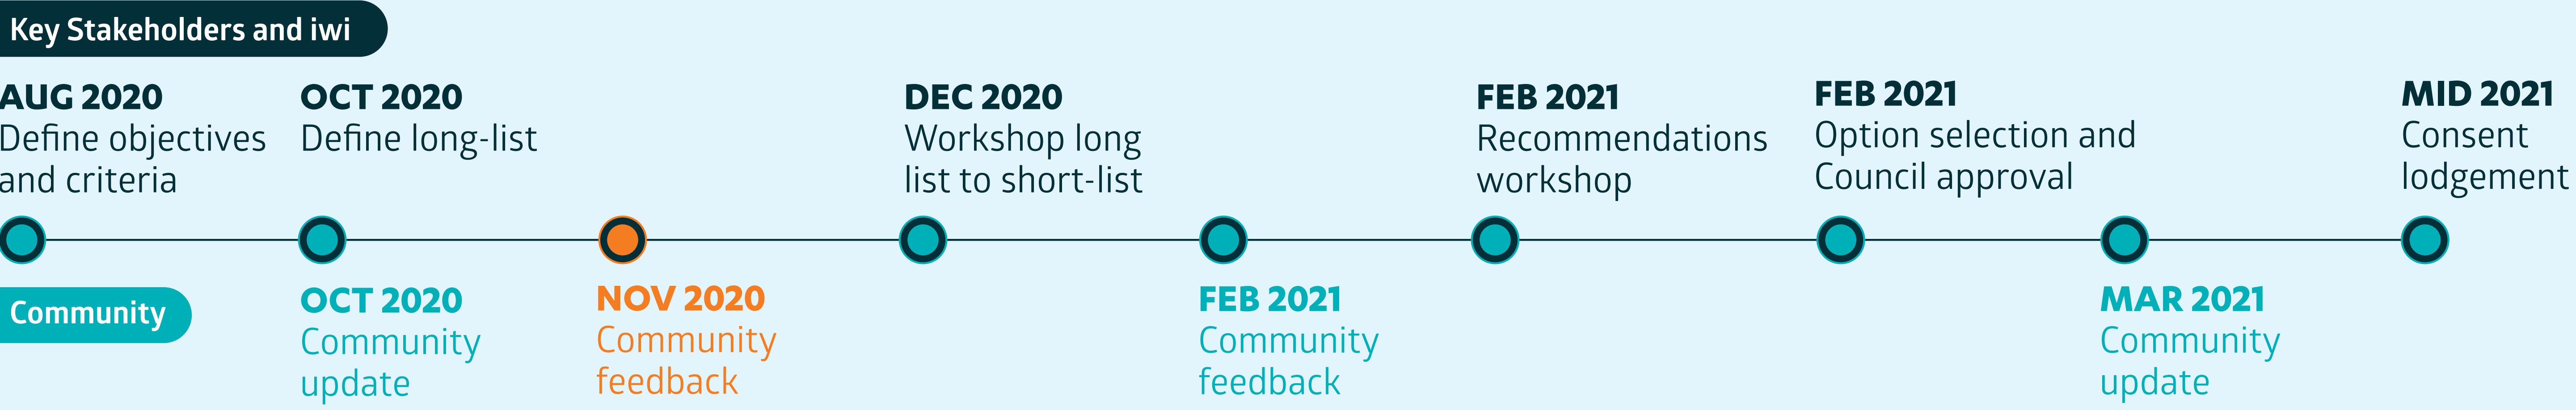 Key Stakeholders and iwi
AUG 2020
Define objectives
and criteria
OCT 2020
Define long-list
DEC 2020
Workshop long
list to short-list
FEB 2021
Recommendations
workshop
FEB 2021
Option selection and
Council approval
MID 2021
Consent
lodgement
Community
OCT 2020
Community
update
NOV 2020
Community
feedback
FEB 2021
Community
feedback
MAR 2021
Community
update